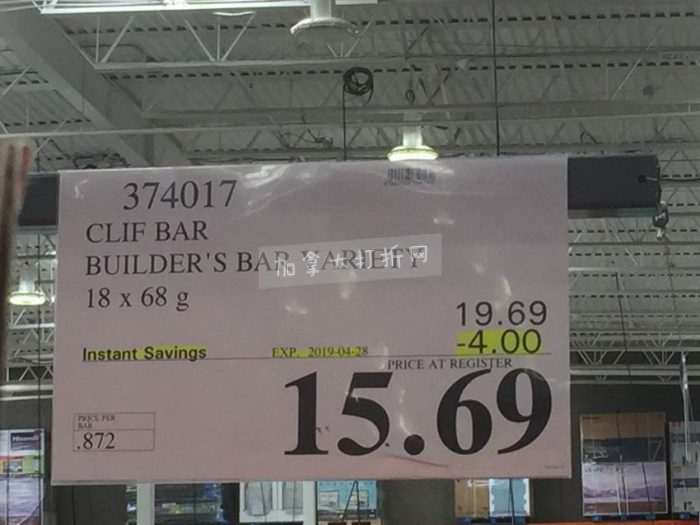 374017
CLIF BAR
BUILDER'S BAR VARIETY
加拿大打折网
18 x 68 g
19.69
Instant Savings EXP. 2019-04-28 -4.00
PRICE AT REGISTER
15.69
PRICE PER
BAR
.872
Hisense